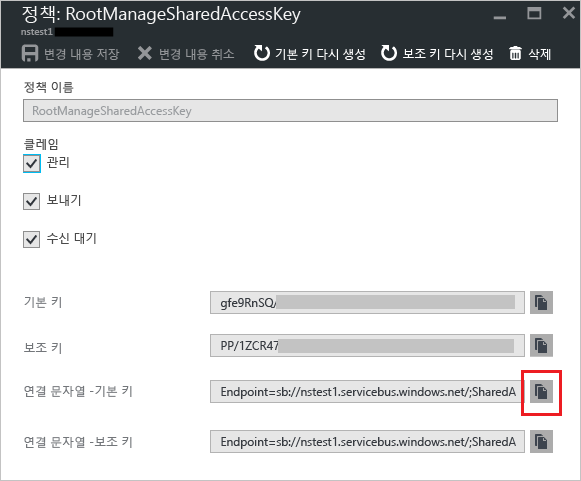 정책: RootManageSharedAccessKey
nstest1
변경 내용 저장 변경 내용 취소 기본 키 다시 생성 보조 키 다시 생성 삭제
정책 이름
RootManageSharedAccessKey
클레임
관리
보내기
수신 대기
기본 키 gfe9RnSQ/
보조 키 PP/1ZCR47
연결 문자열 -기본 키 Endpoint=sb://nstest1.servicebus.windows.net/;SharedA
연결 문자열 -보조 키 Endpoint=sb://nstest1.servicebus.windows.net/;SharedA